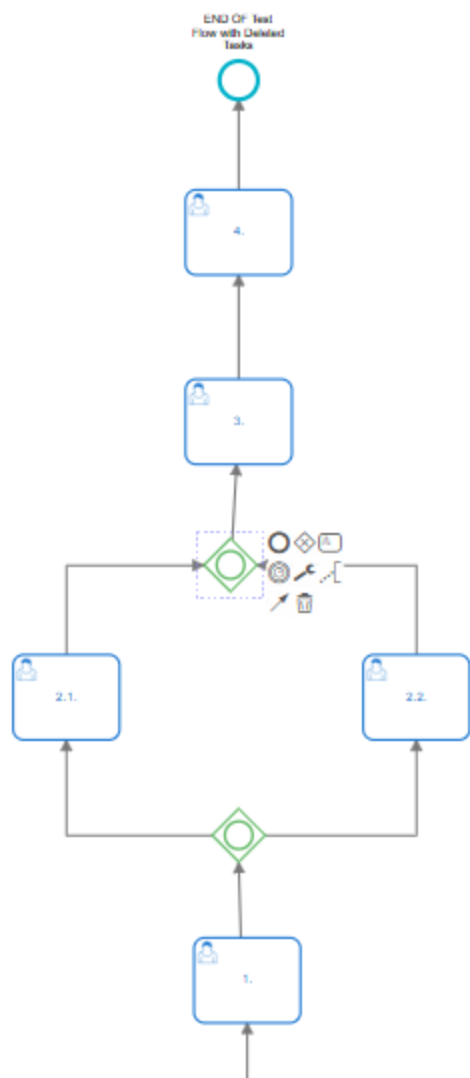 END OF Test
Flow with Deleted
Tasks
4.
3.
2.1.
2.2.
1.